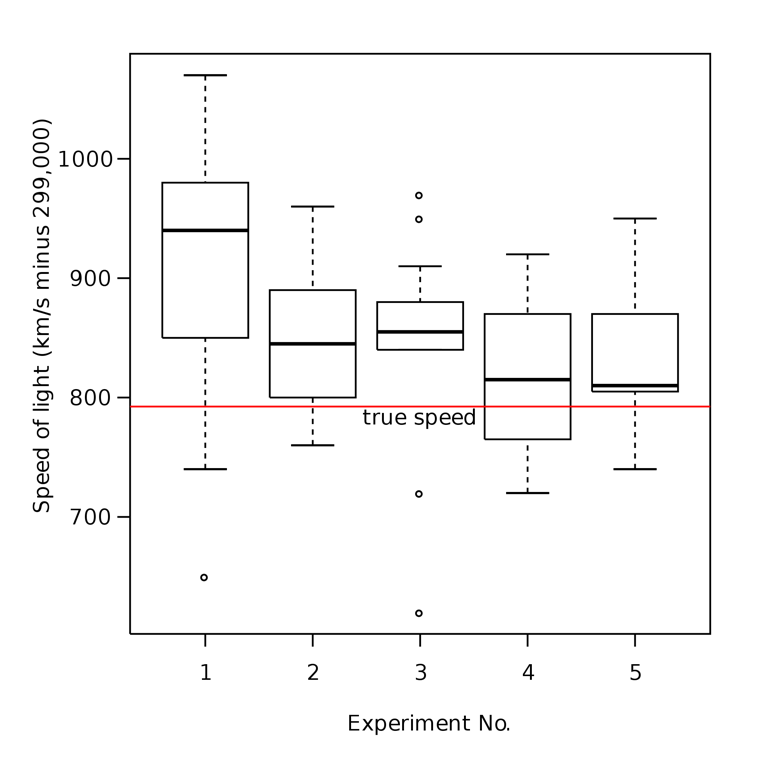 Speed of light (km/s minus 299,000)
1000
900
800
700
true speed
1 2 3 4 5
Experiment No.